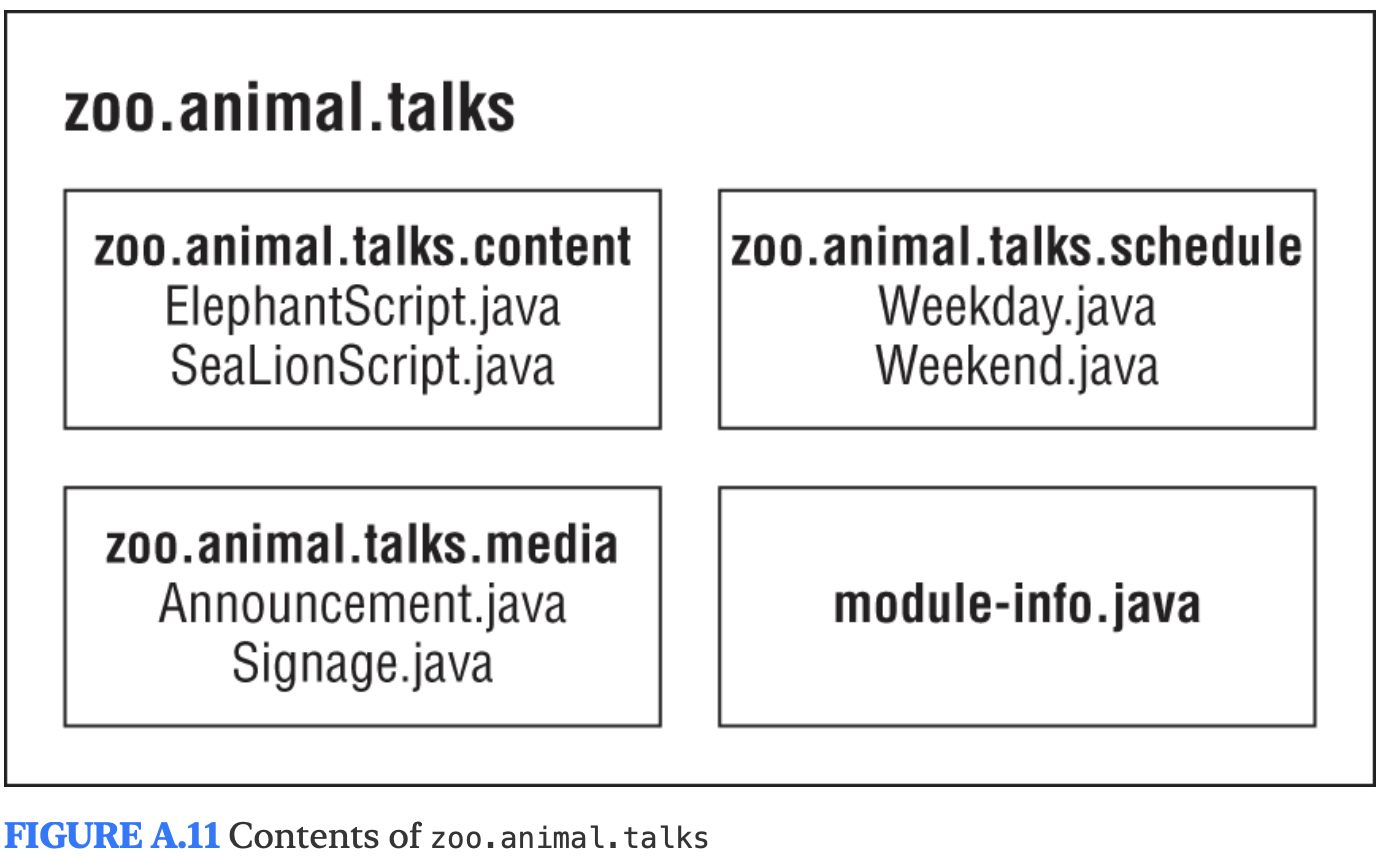 zoo.animal.talks
zoo.animal.talks.content
ElephantScript.java
SeaLionScript.java
zoo.animal.talks.schedule
Weekday.java
Weekend.java
zoo.animal.talks.media
Announcement.java
Signage.java
module-info.java
FIGURE A.11 Contents of zoo.animal.talks